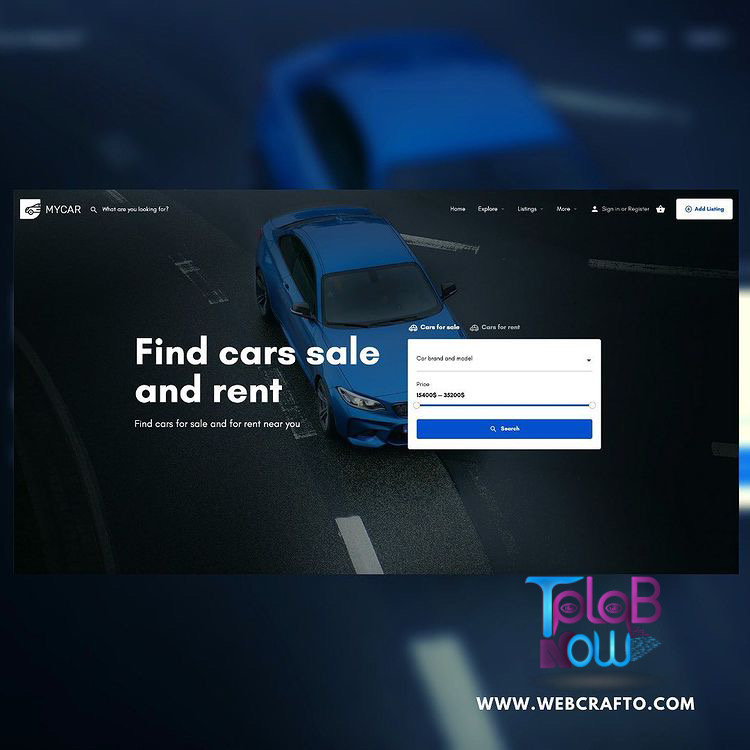 MYCAR What are you looking for? Home Explore Listings More Sign in or Register Add Listing
Cars for sale Cars for rent
Find cars sale
and rent
Find cars for sale and for rent near you
Car brand and model
Price
15400$ — 35200$
Search
TplaB
NOW
WWW.WEBCRAFTO.COM